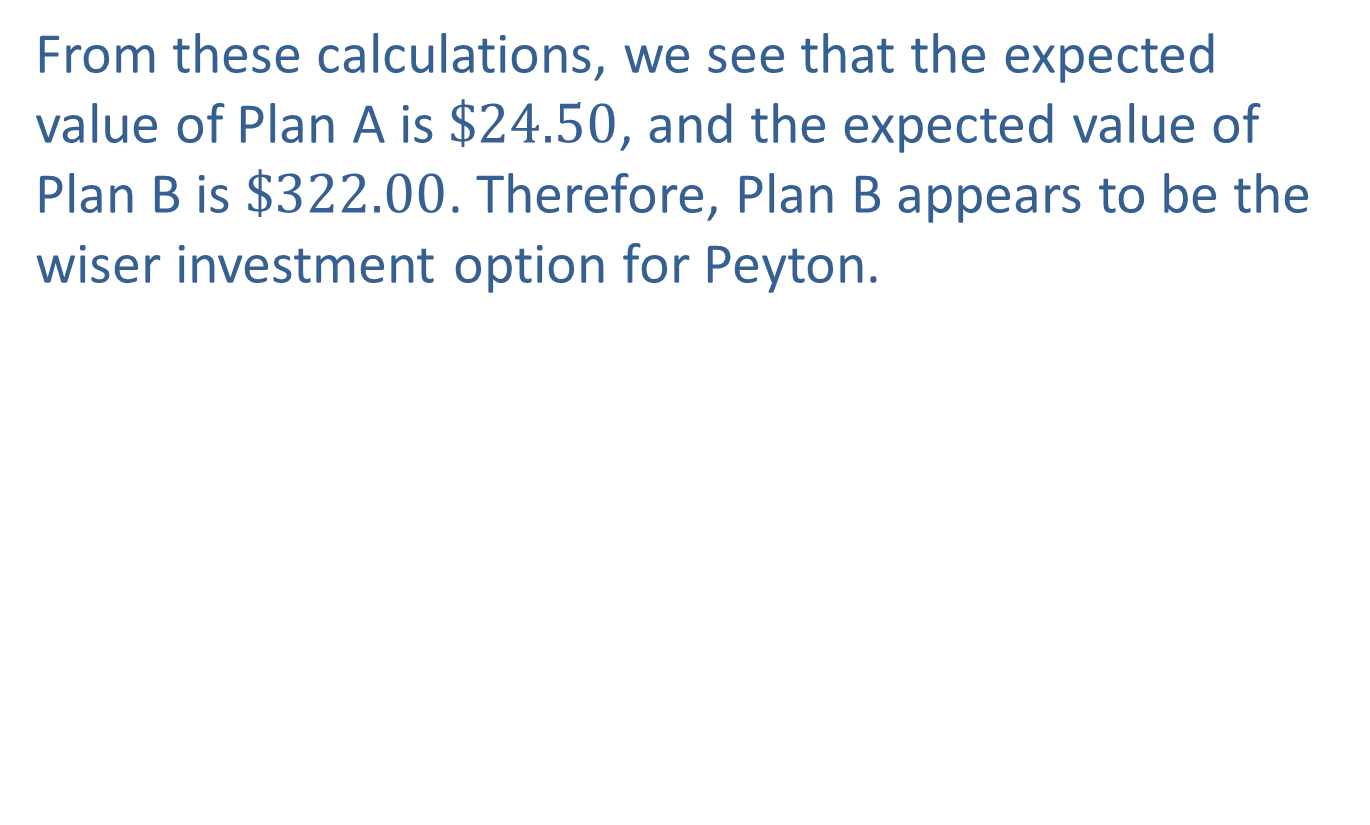 From these calculations, we see that the expected
value of Plan A is $24.50, and the expected value of
Plan B is $322.00. Therefore, Plan B appears to be the
wiser investment option for Peyton.